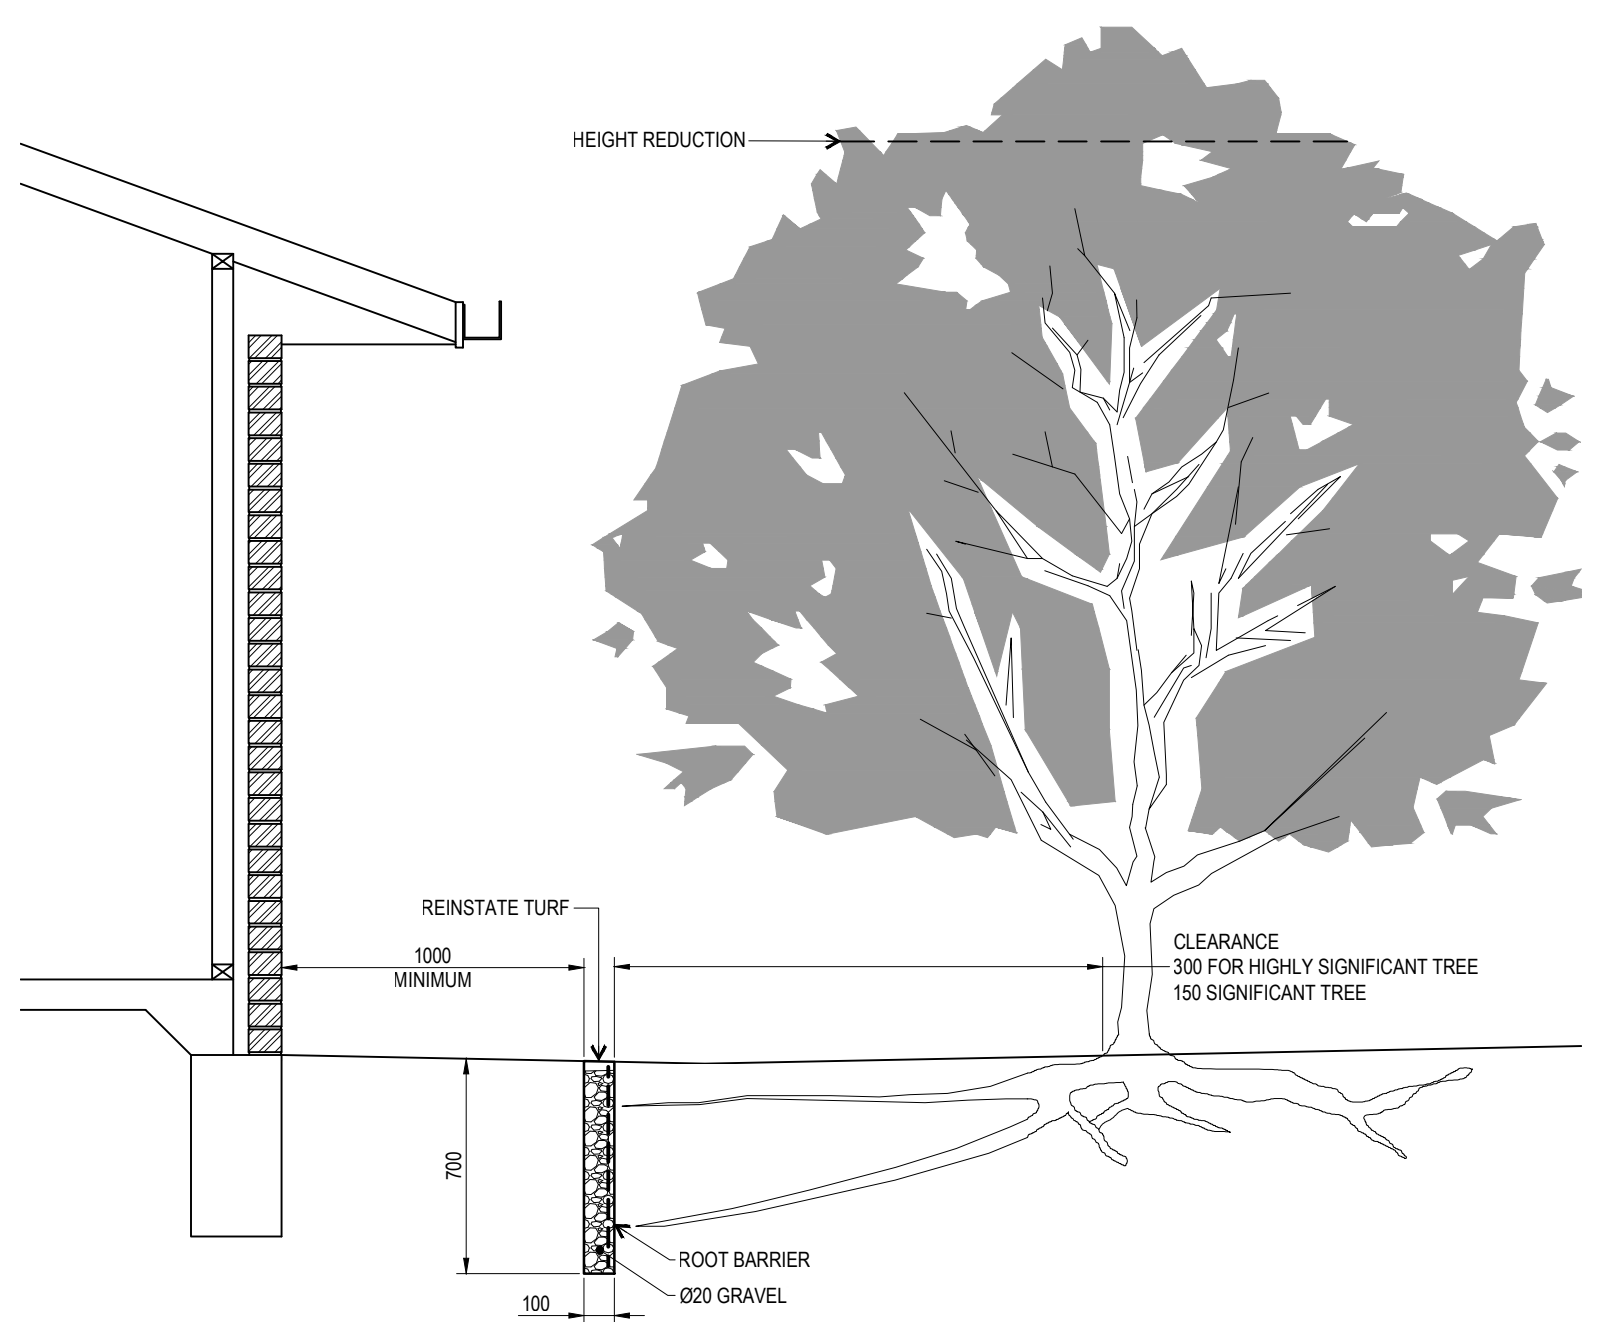 HEIGHT REDUCTION
REINSTATE TURF
1000
MINIMUM
CLEARANCE
300 FOR HIGHLY SIGNIFICANT TREE
150 SIGNIFICANT TREE
700
ROOT BARRIER
Ø20 GRAVEL
100